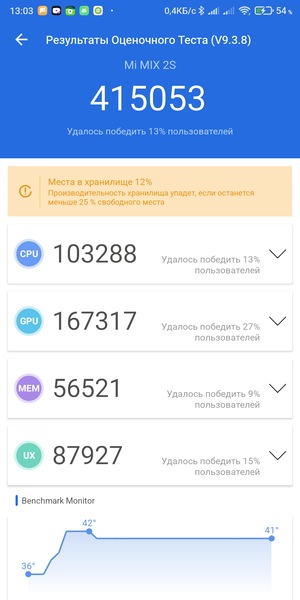 13:03
0,4КБ/с
54 %
Результаты Оценочного Теста (V9.3.8)
Mi MIX 2S
415053
Удалось победить 13% пользователей
Места в хранилище 12%
Производительность хранилища упадет, если останется
меньше 25 % свободного места
CPU 103288
Удалось победить 13%
пользователей
GPU 167317
Удалось победить 27%
пользователей
MEM 56521
Удалось победить 9%
пользователей
UX 87927
Удалось победить 15%
пользователей
Benchmark Monitor
36°
42°
41°